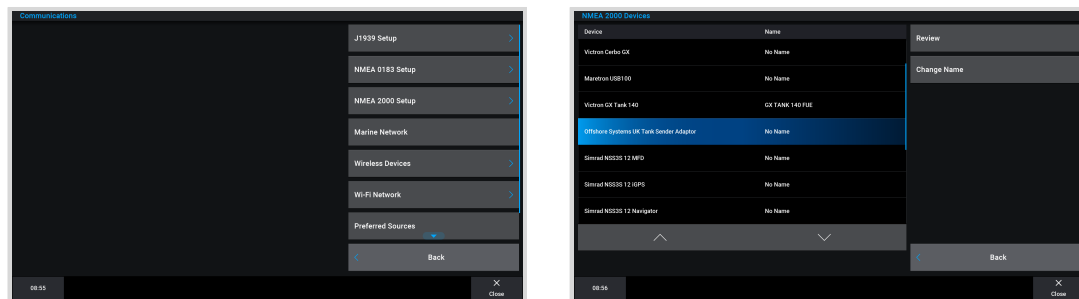 Communications
J1939 Setup
NMEA 0183 Setup
NMEA 2000 Setup
Marine Network
Wireless Devices
Wi-Fi Network
Preferred Sources
Back
08:55
Close
NMEA 2000 Devices
Device Name
Victron Cerbo GX No Name
Maretron USB100 No Name
Victron GX Tank 140 GX TANK 140 FUE
Offshore Systems UK Tank Sender Adaptor No Name
Simrad NSS3S 12 MFD No Name
Simrad NSS3S 12 iGPS No Name
Simrad NSS3S 12 Navigator No Name
Review
Change Name
Back
08:56
Close